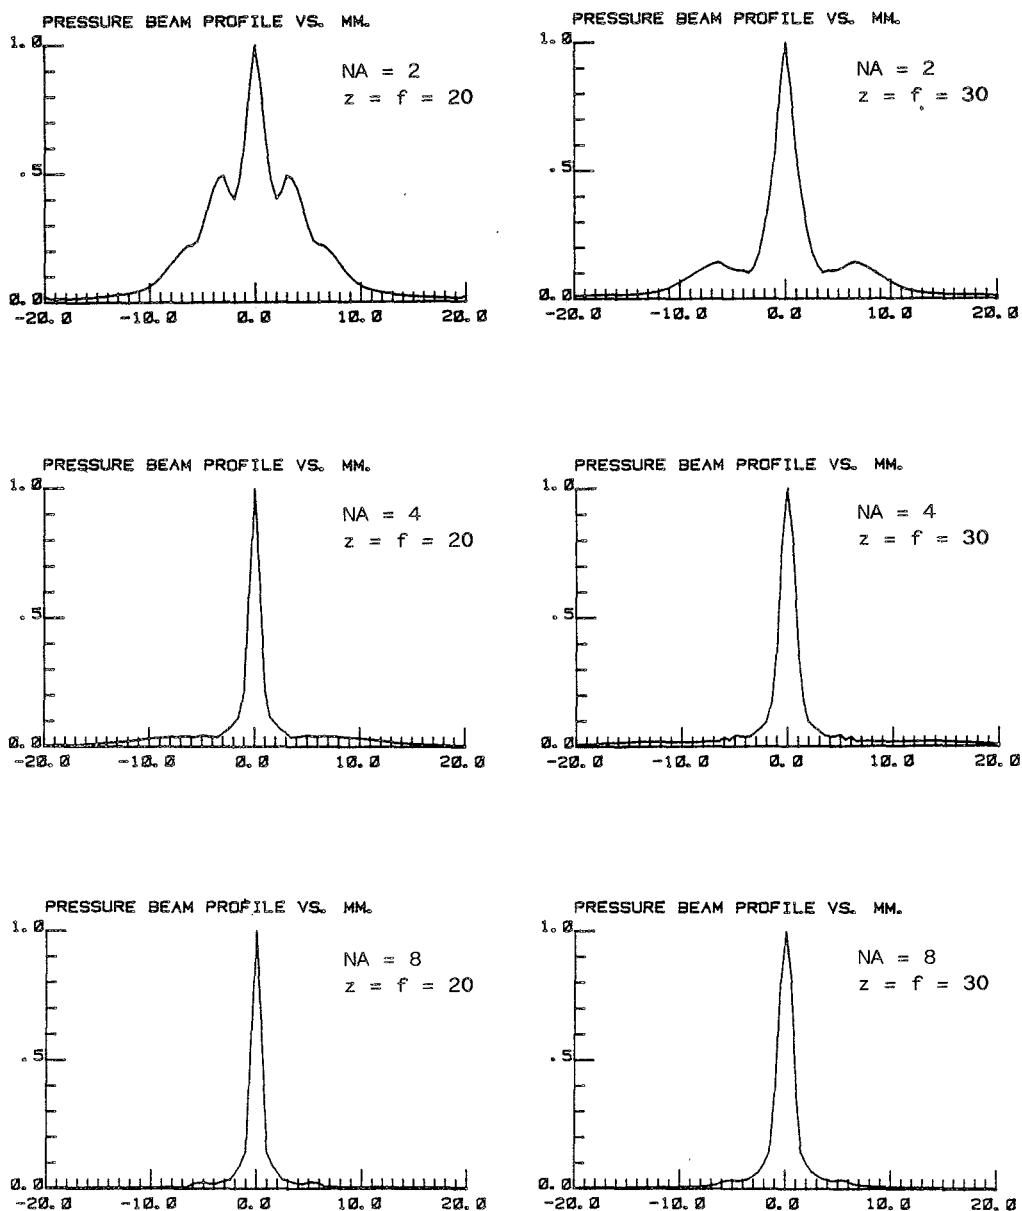 PRESSURE BEAM PROFILE VS. MM.
1.0
NA = 2
z = f = 20
.5
0.0
-20.0 -10.0 0.0 10.0 20.0
PRESSURE BEAM PROFILE VS. MM.
1.0
NA = 2
z = f = 30
.5
0.0
-20.0 -10.0 0.0 10.0 20.0
PRESSURE BEAM PROFILE VS. MM.
1.0
NA = 4
z = f = 20
.5
0.0
-20.0 -10.0 0.0 10.0 20.0
PRESSURE BEAM PROFILE VS. MM.
1.0
NA = 4
z = f = 30
.5
0.0
-20.0 -10.0 0.0 10.0 20.0
PRESSURE BEAM PROFILE VS. MM.
1.0
NA = 8
z = f = 20
.5
0.0
-20.0 -10.0 0.0 10.0 20.0
PRESSURE BEAM PROFILE VS. MM.
1.0
NA = 8
z = f = 30
.5
0.0
-20.0 -10.0 0.0 10.0 20.0